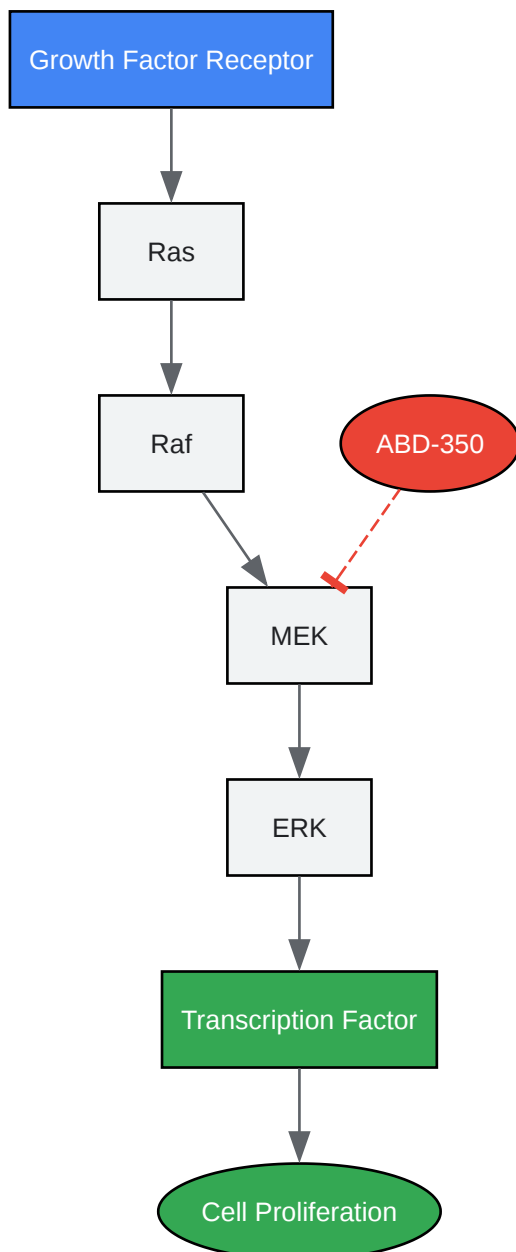 Growth Factor Receptor
Ras
Raf
ABD-350
MEK
ERK
Transcription Factor
Cell Proliferation